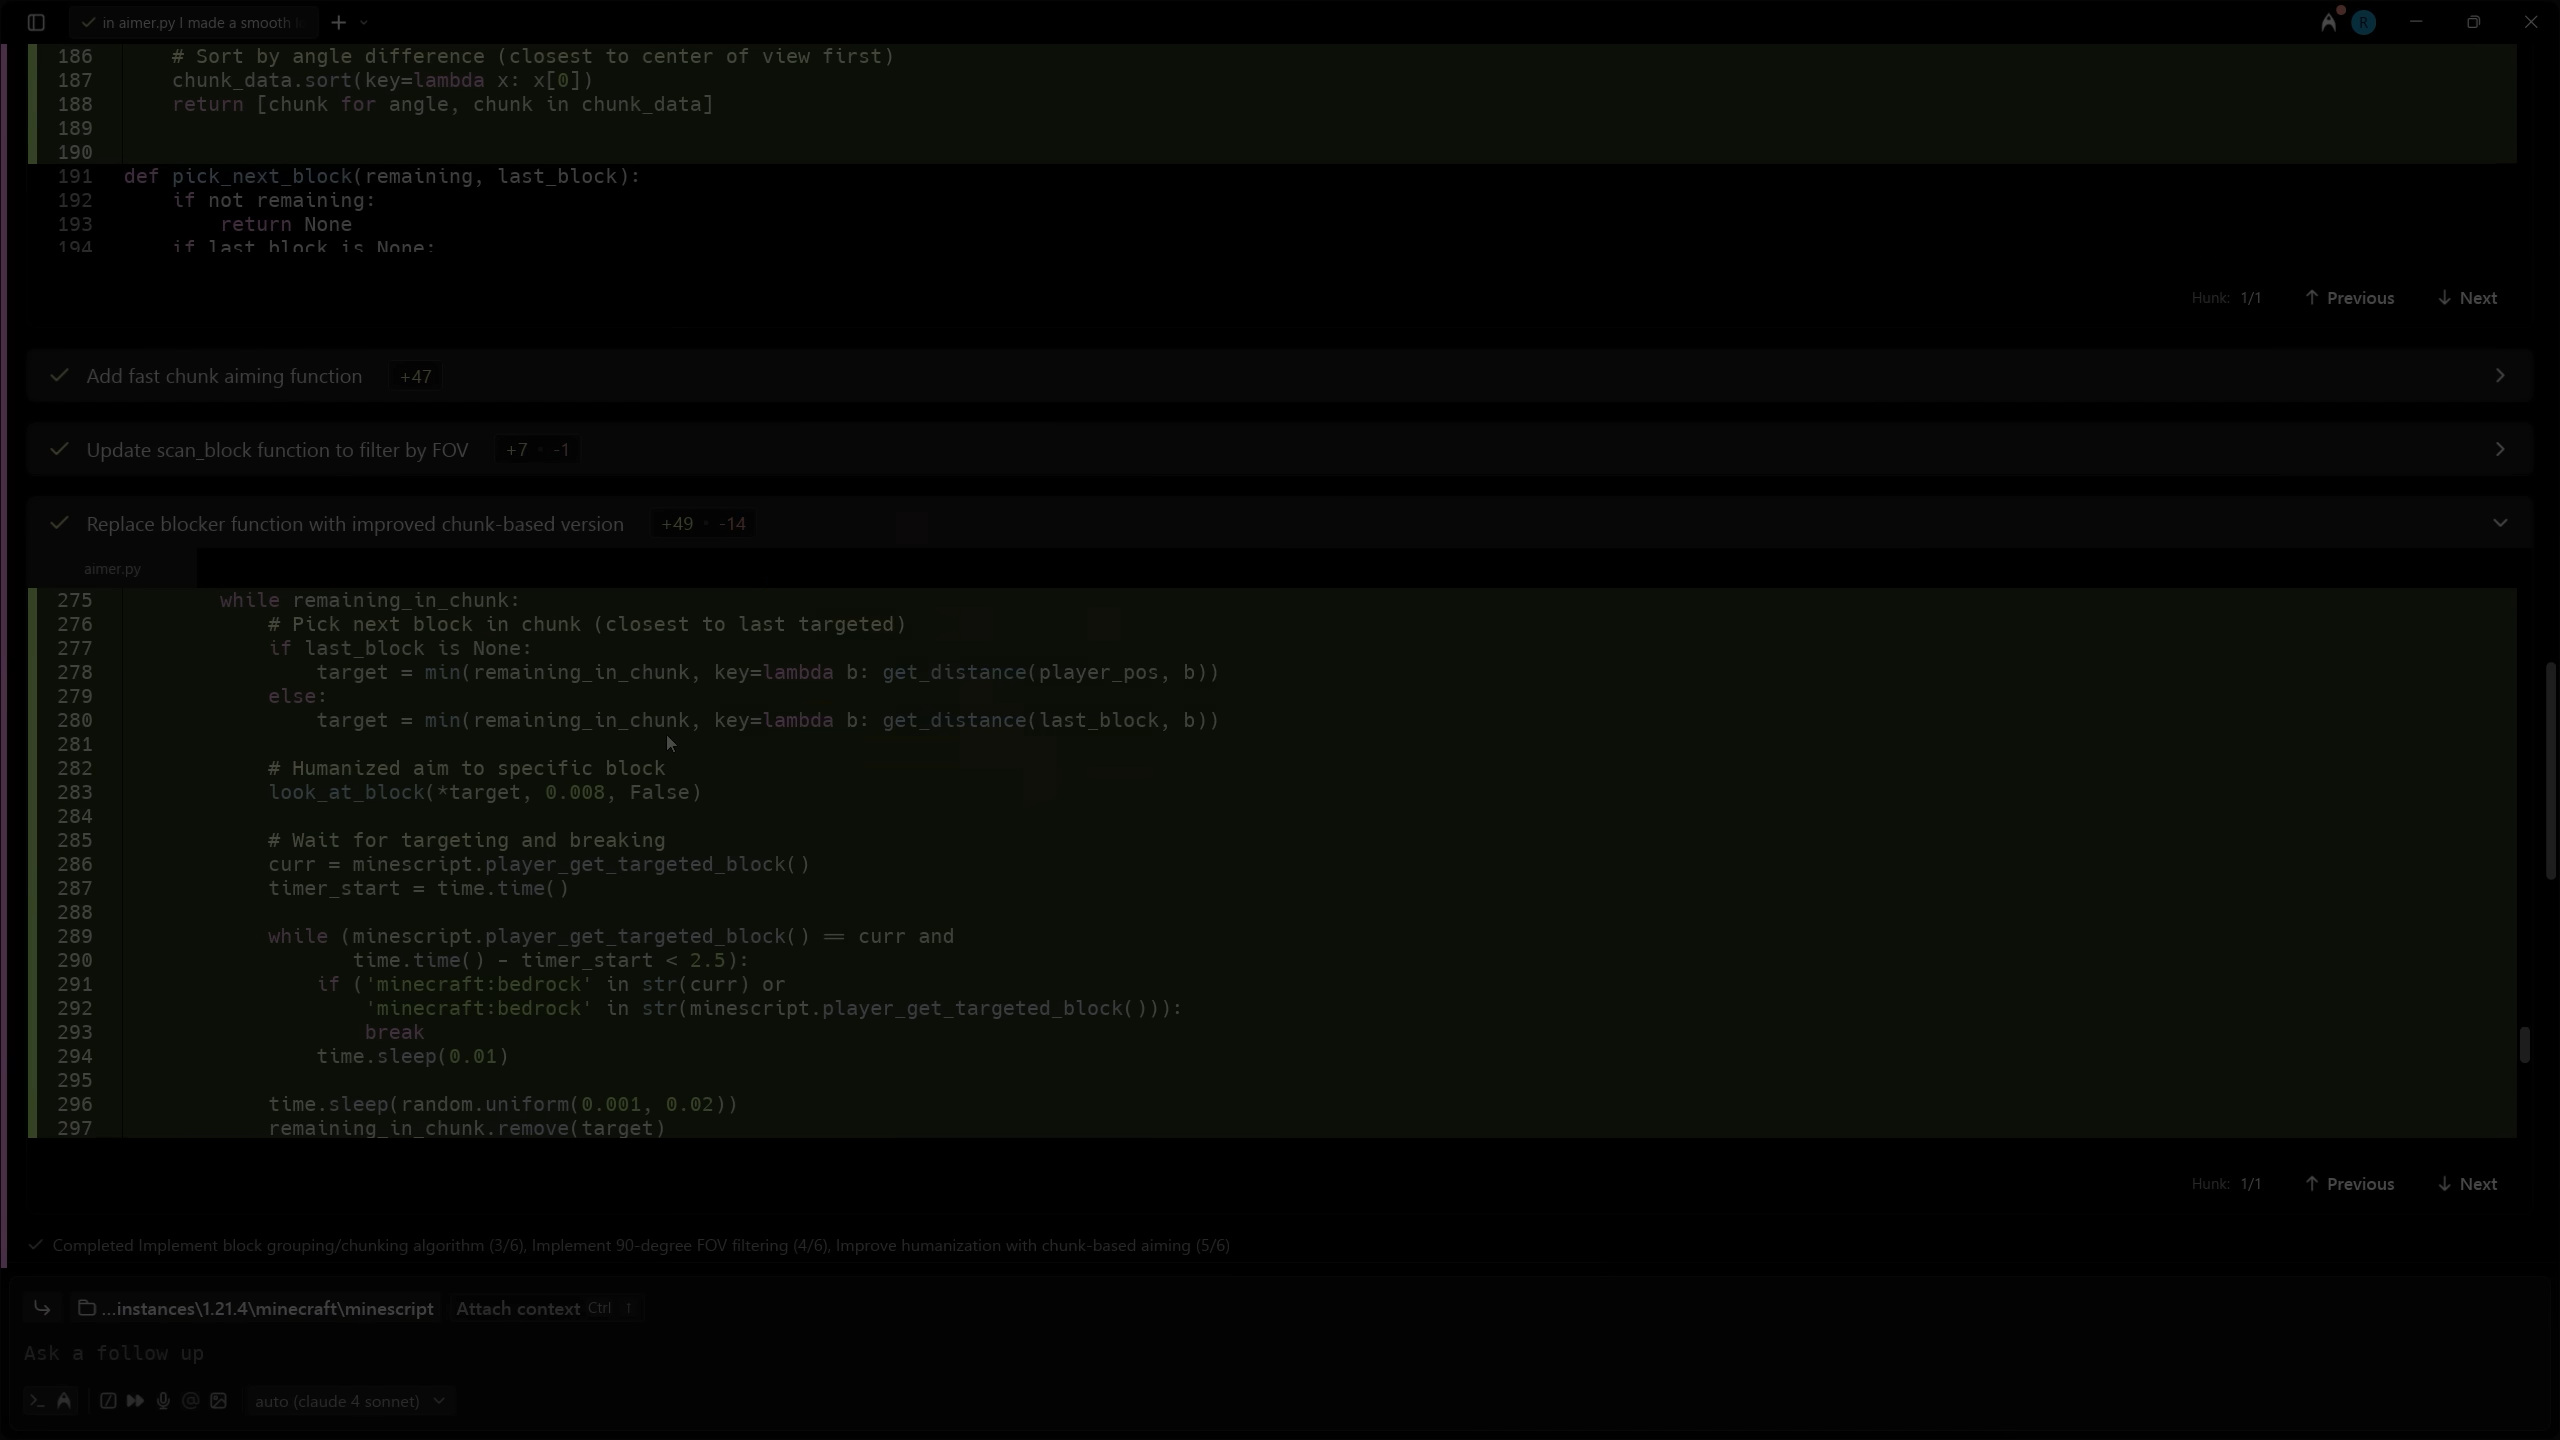 in aimer.py I made a smooth
R
186 # Sort by angle difference (closest to center of view first)
187 chunk_data.sort(key=lambda x: x[0])
188 return [chunk for angle, chunk in chunk_data]
189
190
191 def pick_next_block(remaining, last_block):
192 if not remaining:
193 return None
194 if last_block is None:
Hunk: 1/1 Previous Next
Add fast chunk aiming function +47
Update scan_block function to filter by FOV +7 · -1
Replace blocker function with improved chunk-based version +49 · -14
aimer.py
275 while remaining_in_chunk:
276 # Pick next block in chunk (closest to last targeted)
277 if last_block is None:
278 target = min(remaining_in_chunk, key=lambda b: get_distance(player_pos, b))
279 else:
280 target = min(remaining_in_chunk, key=lambda b: get_distance(last_block, b))
281
282 # Humanized aim to specific block
283 look_at_block(*target, 0.008, False)
284
285 # Wait for targeting and breaking
286 curr = minescript.player_get_targeted_block()
287 timer_start = time.time()
288
289 while (minescript.player_get_targeted_block() == curr and
290 time.time() - timer_start < 2.5):
291 if ('minecraft:bedrock' in str(curr) or
292 'minecraft:bedrock' in str(minescript.player_get_targeted_block())):
293 break
294 time.sleep(0.01)
295
296 time.sleep(random.uniform(0.001, 0.02))
297 remaining_in_chunk.remove(target)
Hunk: 1/1 Previous Next
Completed Implement block grouping/chunking algorithm (3/6), Implement 90-degree FOV filtering (4/6), Improve humanization with chunk-based aiming (5/6)
...instances\1.21.4\minecraft\minescript Attach context Ctrl 1
Ask a follow up
auto (claude 4 sonnet)